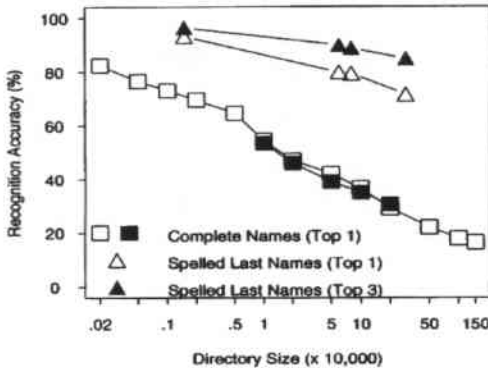 100
80
60
40
20
0
Recognition Accuracy (%)
Complete Names (Top 1)
Spelled Last Names (Top 1)
Spelled Last Names (Top 3)
.02 .1 .5 1 5 10 50 150
Directory Size (x 10,000)